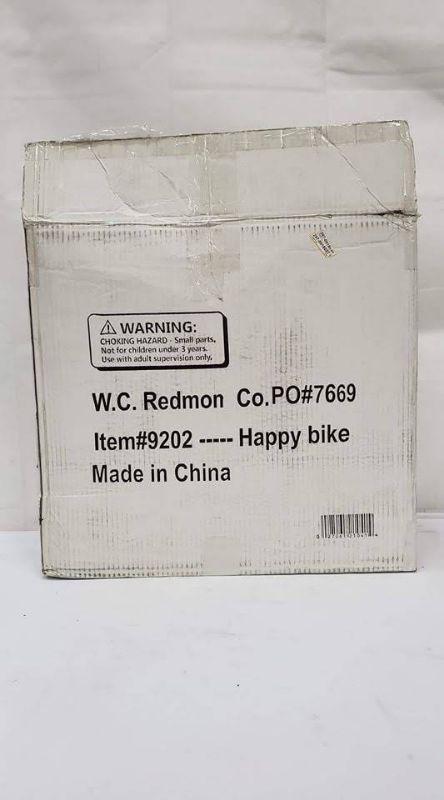 WARNING:
CHOKING HAZARD - Small parts,
Not for children under 3 years.
Use with adult supervision only.
W.C. Redmon Co.PO#7669
Item#9202 ----- Happy bike
Made in China